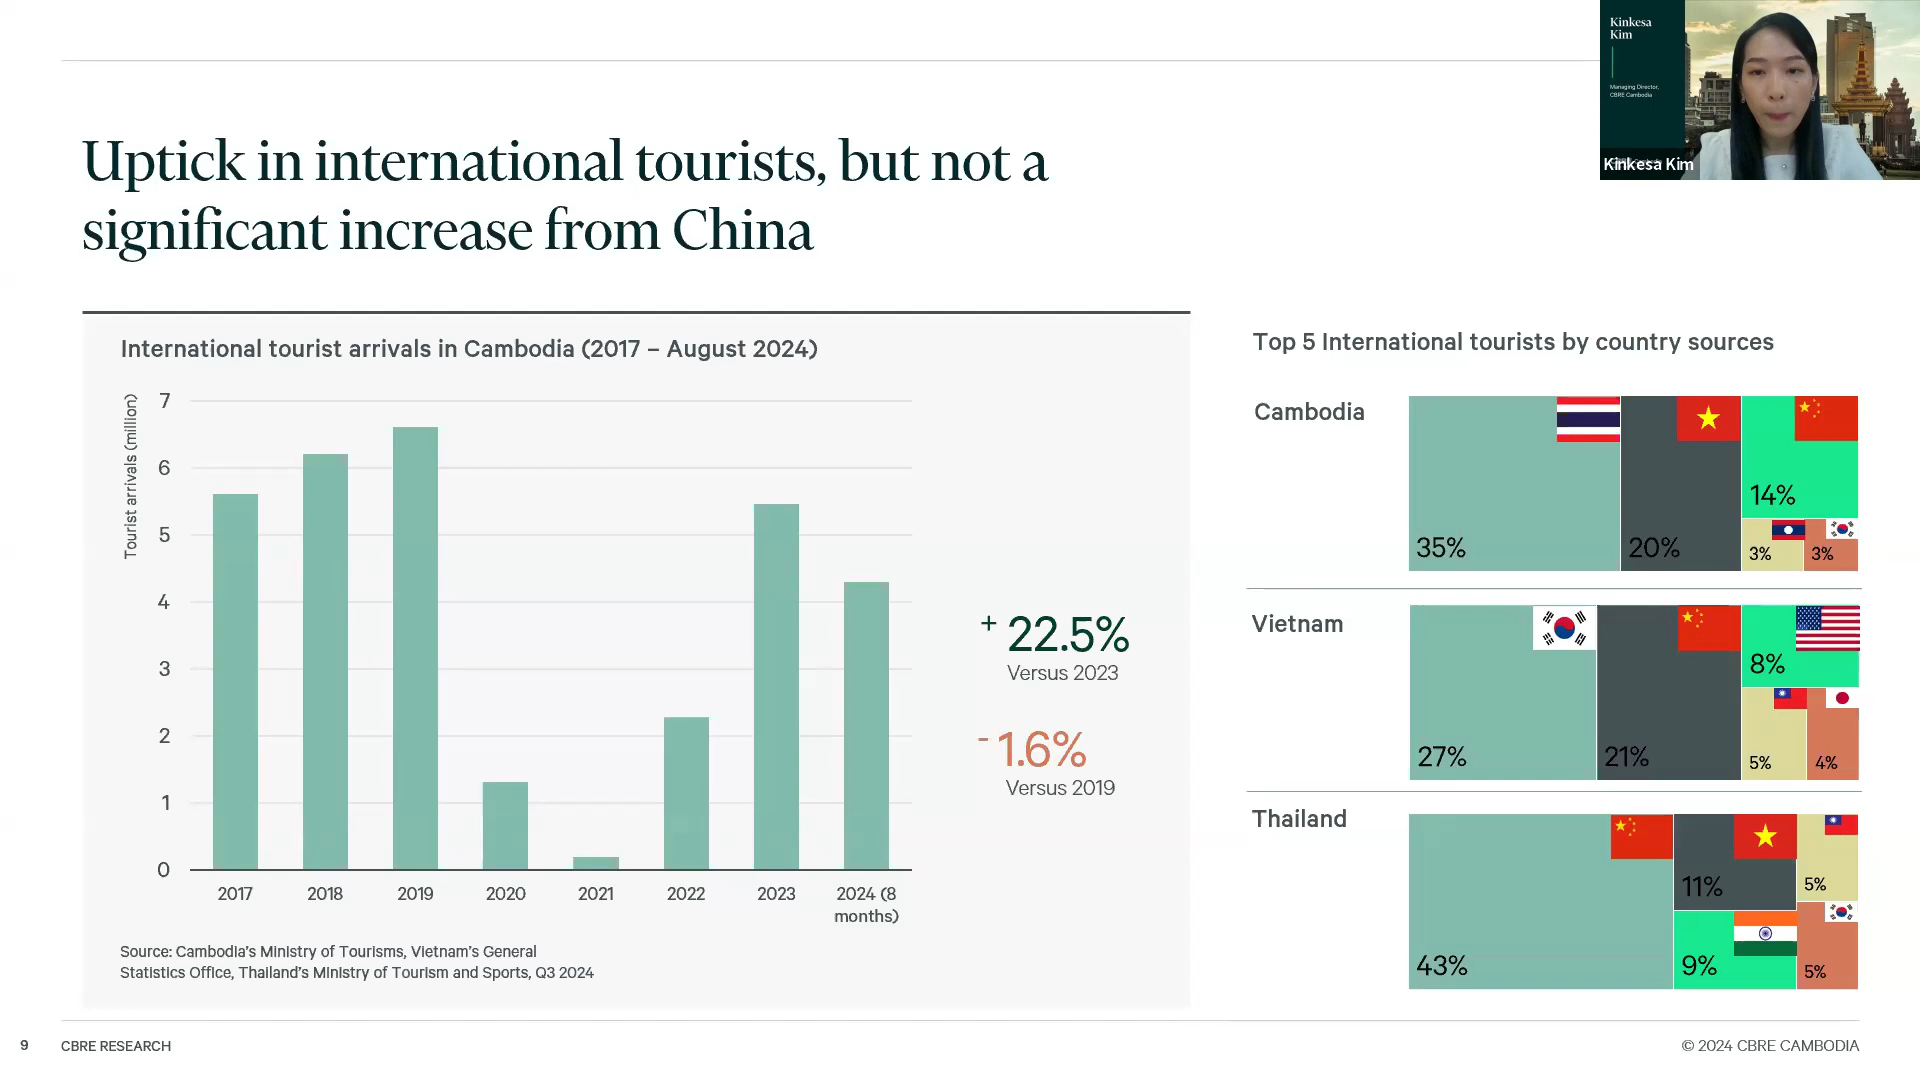 Kinkesa
Kim
Managing Director,
CBRE Cambodia
Kinkesa Kim
Uptick in international tourists, but not a
significant increase from China
International tourist arrivals in Cambodia (2017 – August 2024)
Tourist arrivals (million)
7
6
5
4
3
2
1
0
2017
2018
2019
2020
2021
2022
2023
2024 (8
months)
+ 22.5%
Versus 2023
- 1.6%
Versus 2019
Source: Cambodia's Ministry of Tourisms, Vietnam's General
Statistics Office, Thailand's Ministry of Tourism and Sports, Q3 2024
Top 5 International tourists by country sources
Cambodia
35%
20%
14%
3%
3%
Vietnam
27%
21%
8%
5%
4%
Thailand
43%
11%
9%
5%
5%
9
CBRE RESEARCH
© 2024 CBRE CAMBODIA